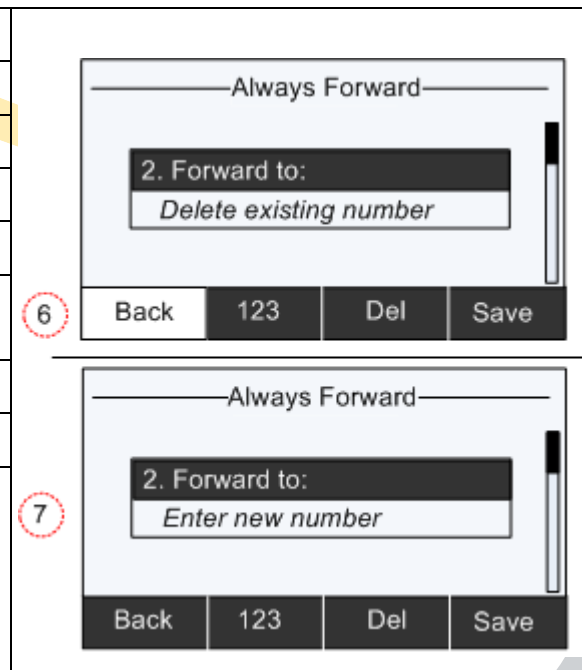 Always Forward
2. Forward to:
Delete existing number
6
Back 123 Del Save
Always Forward
2. Forward to:
Enter new number
7
Back 123 Del Save